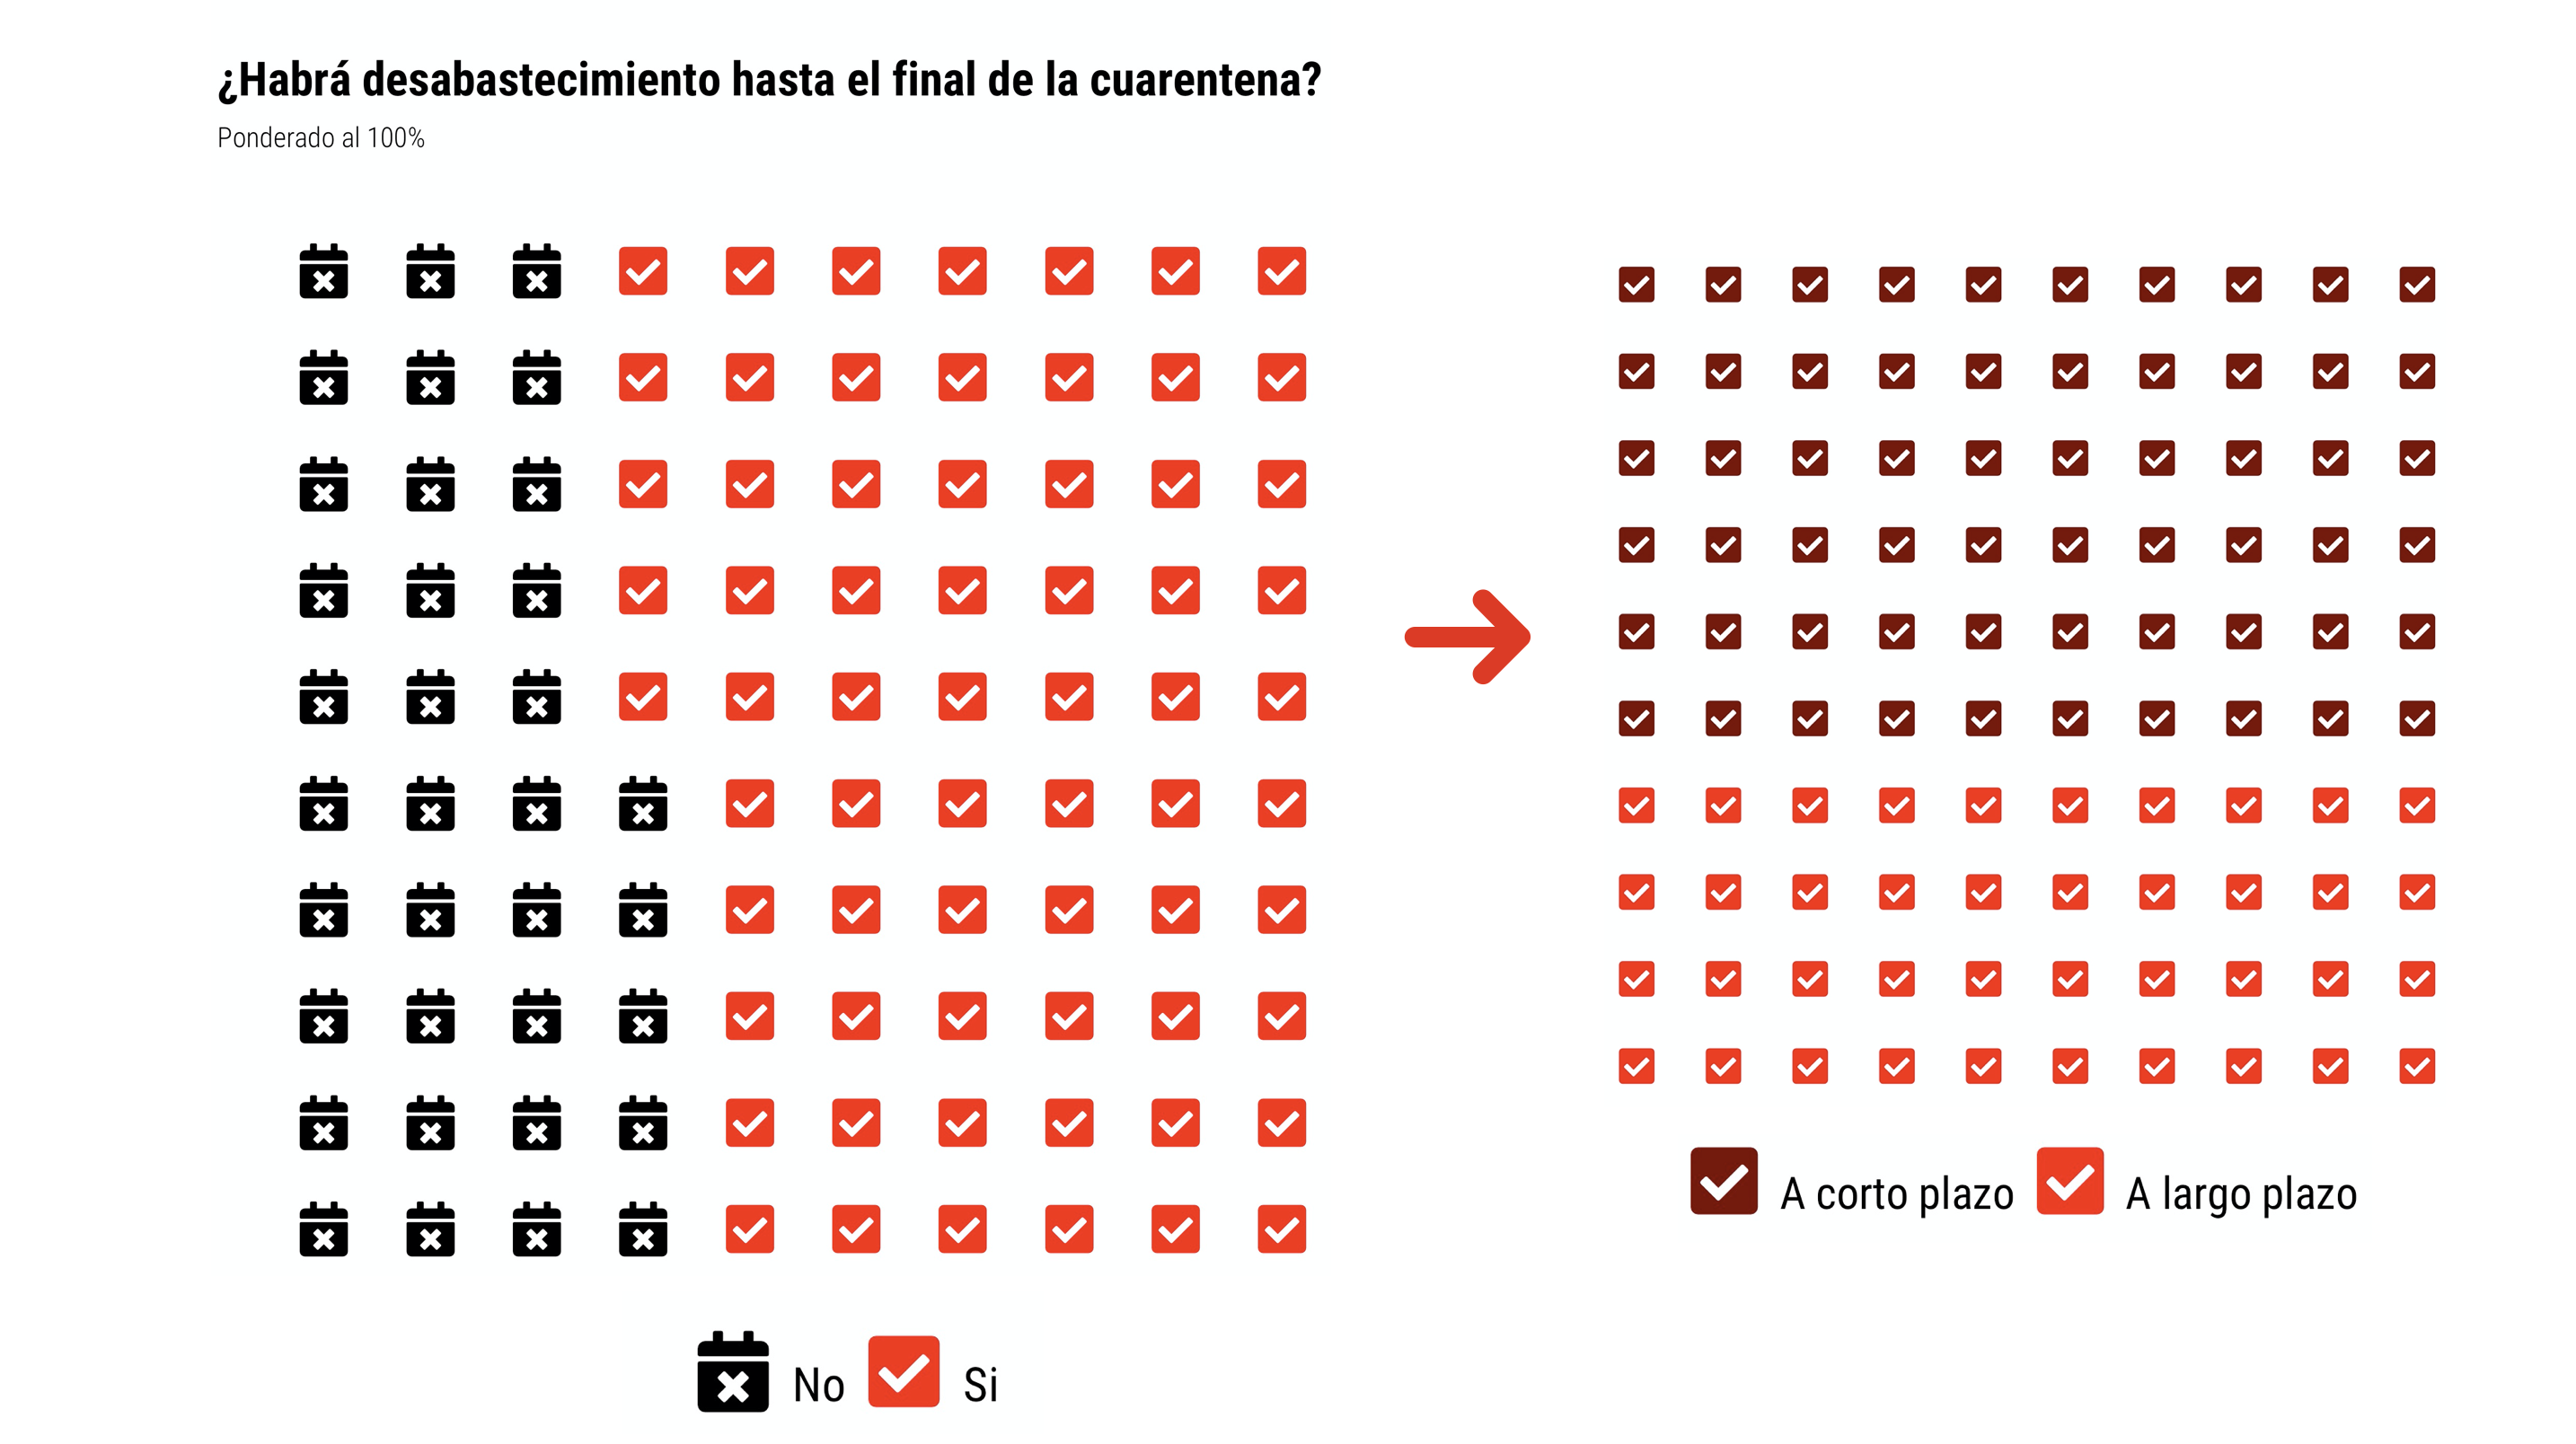 ¿Habrá desabastecimiento hasta el final de la cuarentena?
Ponderado al 100%
A corto plazo A largo plazo
No Si